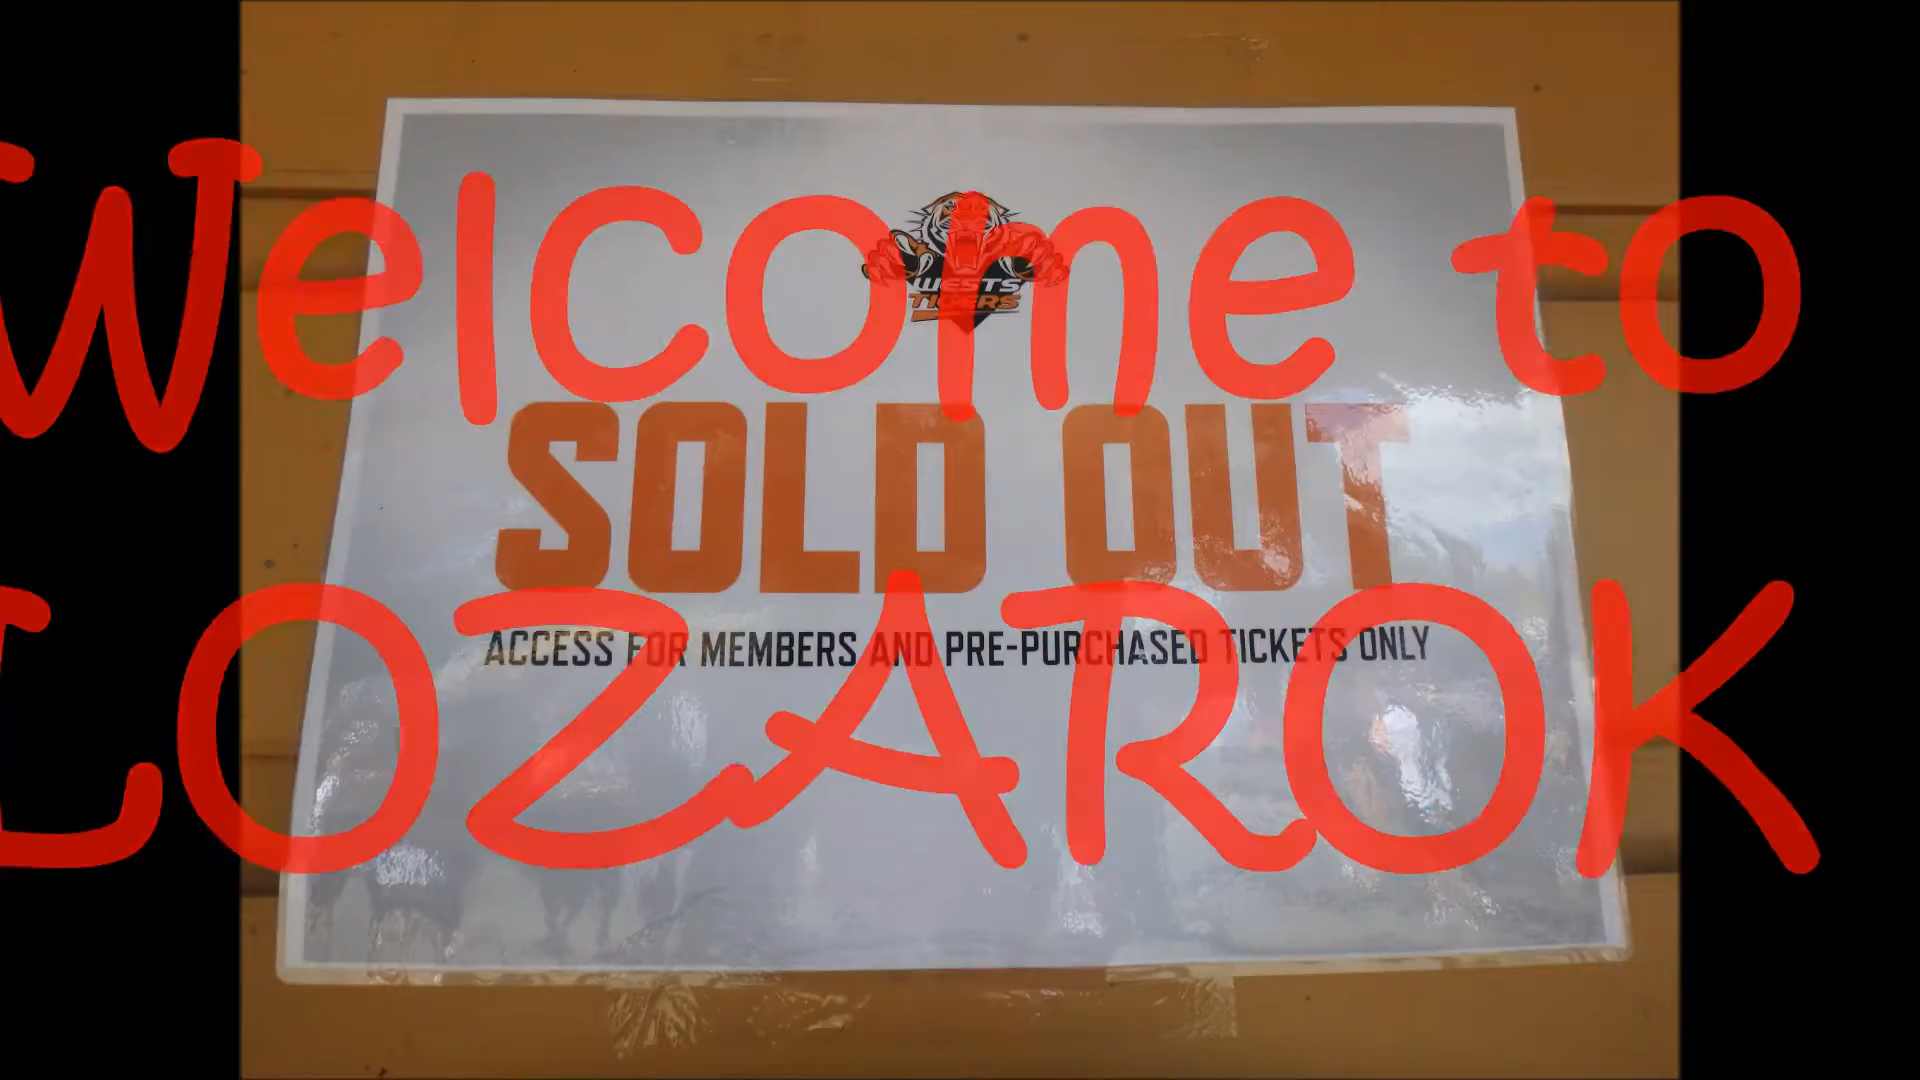 Welcome to
WESTS
TIGERS
SOLD OUT
LOZAROK
ACCESS FOR MEMBERS AND PRE-PURCHASED TICKETS ONLY